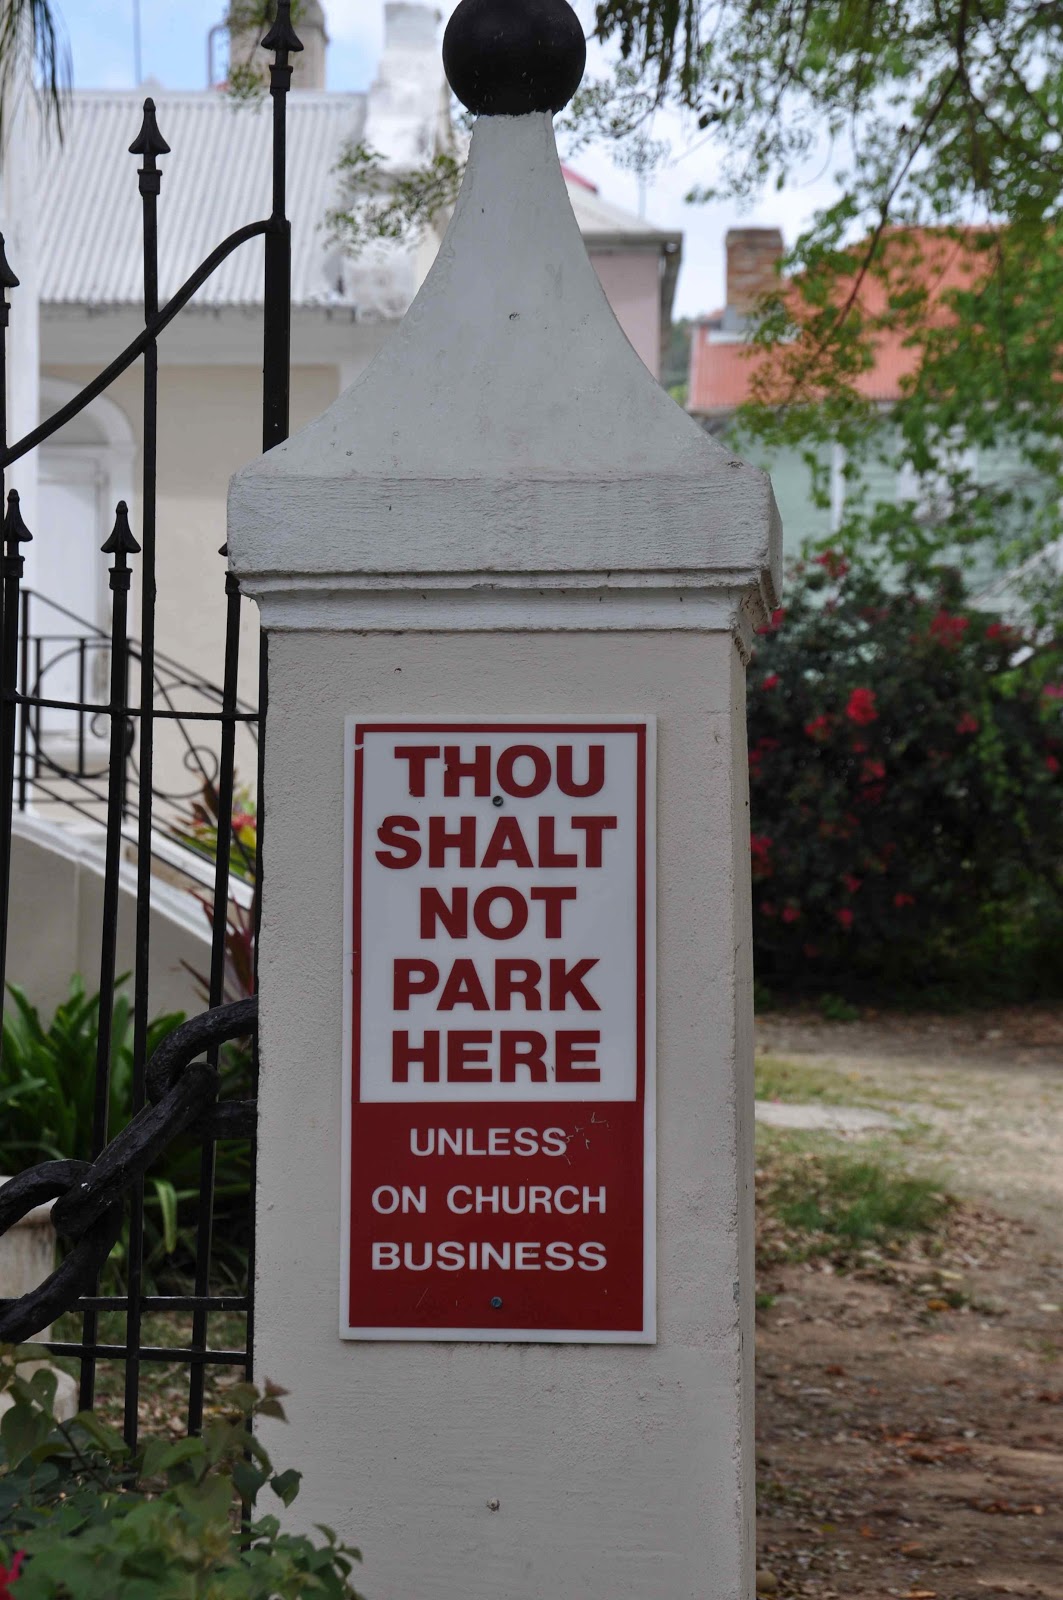 THOU
SHALT
NOT
PARK
HERE
UNLESS
ON CHURCH
BUSINESS